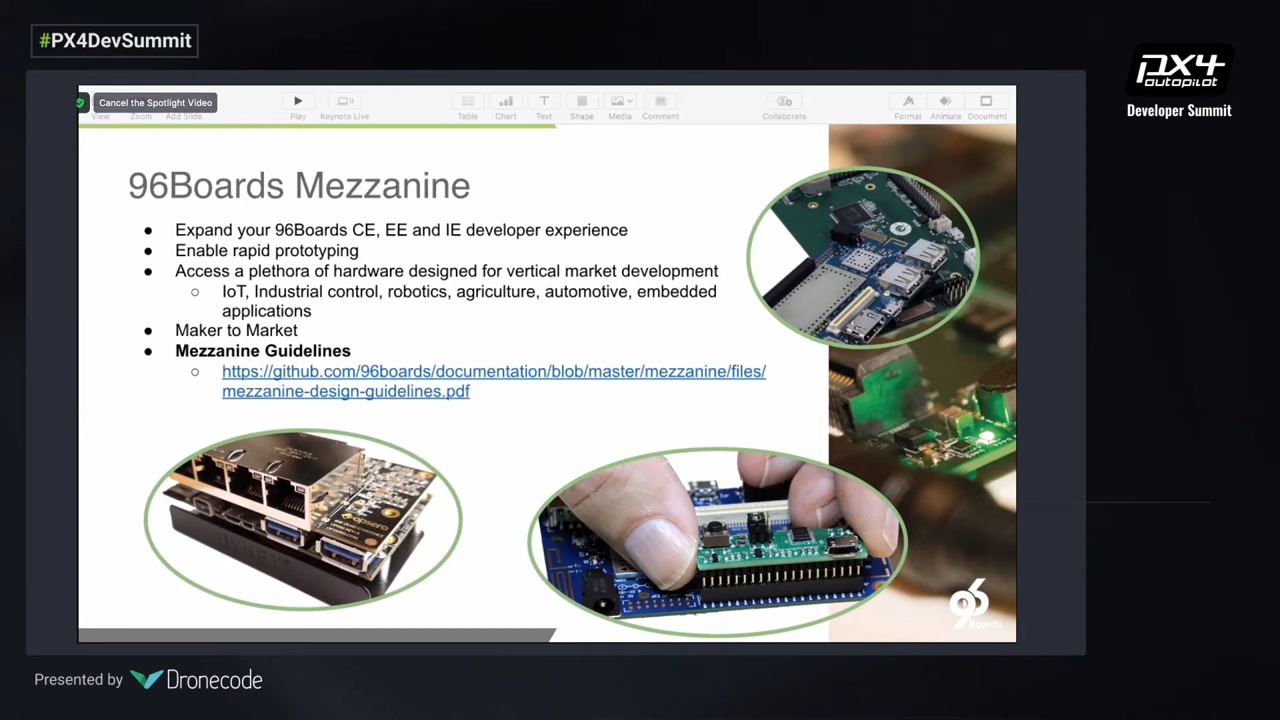 #PX4DevSummit
px4
autopilot
Developer Summit
Cancel the Spotlight Video
View Zoom Add Slide Play Keynote Live Table Chart Text Shape Media Comment Collaborate Format Animate Document
96Boards Mezzanine
● Expand your 96Boards CE, EE and IE developer experience
● Enable rapid prototyping
● Access a plethora of hardware designed for vertical market development
○ IoT, Industrial control, robotics, agriculture, automotive, embedded
applications
● Maker to Market
● Mezzanine Guidelines
○ https://github.com/96boards/documentation/blob/master/mezzanine/files/
mezzanine-design-guidelines.pdf
96
Boards
Presented by Dronecode